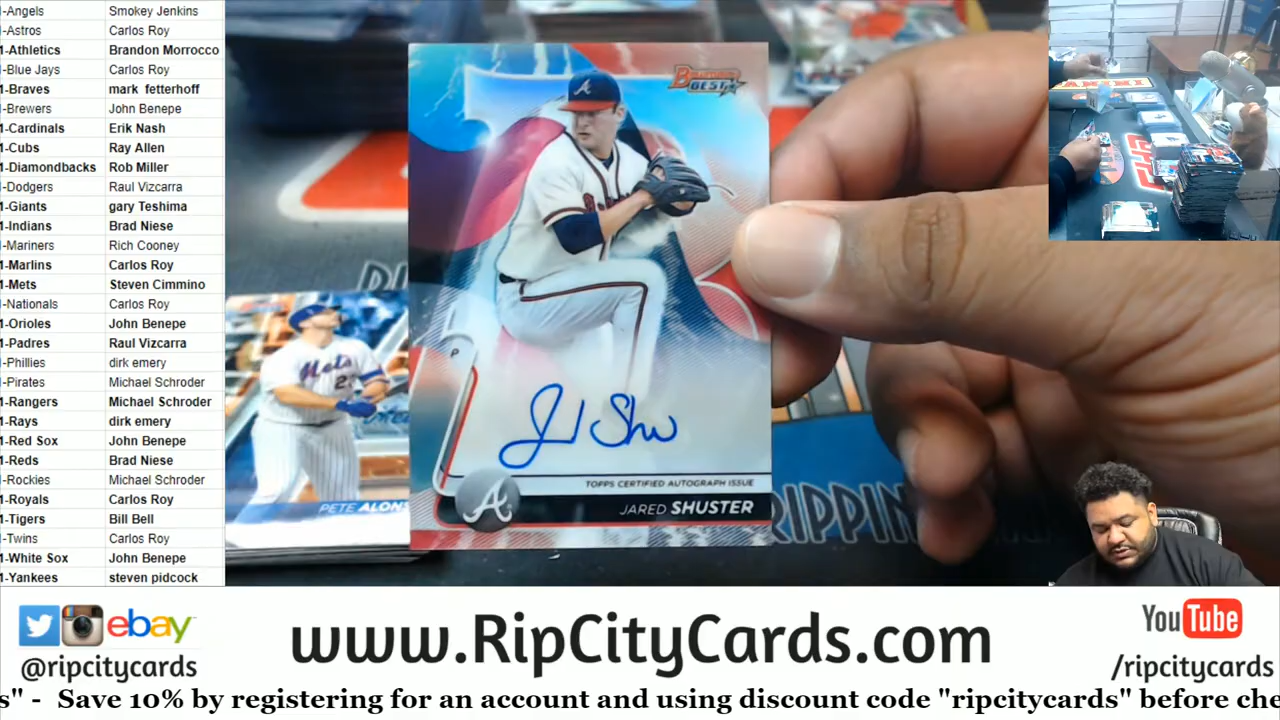 -Angels Smokey Jenkins
-Astros Carlos Roy
1-Athletics Brandon Morrocco
-Blue Jays Carlos Roy
1-Braves mark fetterhoff
-Brewers John Benepe
1-Cardinals Erik Nash
1-Cubs Ray Allen
1-Diamondbacks Rob Miller
-Dodgers Raul Vizcarra
1-Giants gary Teshima
1-Indians Brad Niese
-Mariners Rich Cooney
1-Marlins Carlos Roy
1-Mets Steven Cimmino
-Nationals Carlos Roy
1-Orioles John Benepe
1-Padres Raul Vizcarra
-Phillies dirk emery
-Pirates Michael Schroder
1-Rangers Michael Schroder
1-Rays dirk emery
1-Red Sox John Benepe
1-Reds Brad Niese
-Rockies Michael Schroder
1-Royals Carlos Roy
1-Tigers Bill Bell
-Twins Carlos Roy
1-White Sox John Benepe
1-Yankees steven pidcock
BOWMAN'S
BEST
A
P
J Shu
TOPPS CERTIFIED AUTOGRAPH ISSUE
A
JARED SHUSTER
Mets
2
PETE ALON
RIPPIN
PANINI
ebay
@ripcitycards
www.RipCityCards.com
YouTube
/ripcitycards
s" - Save 10% by registering for an account and using discount code "ripcitycards" before che